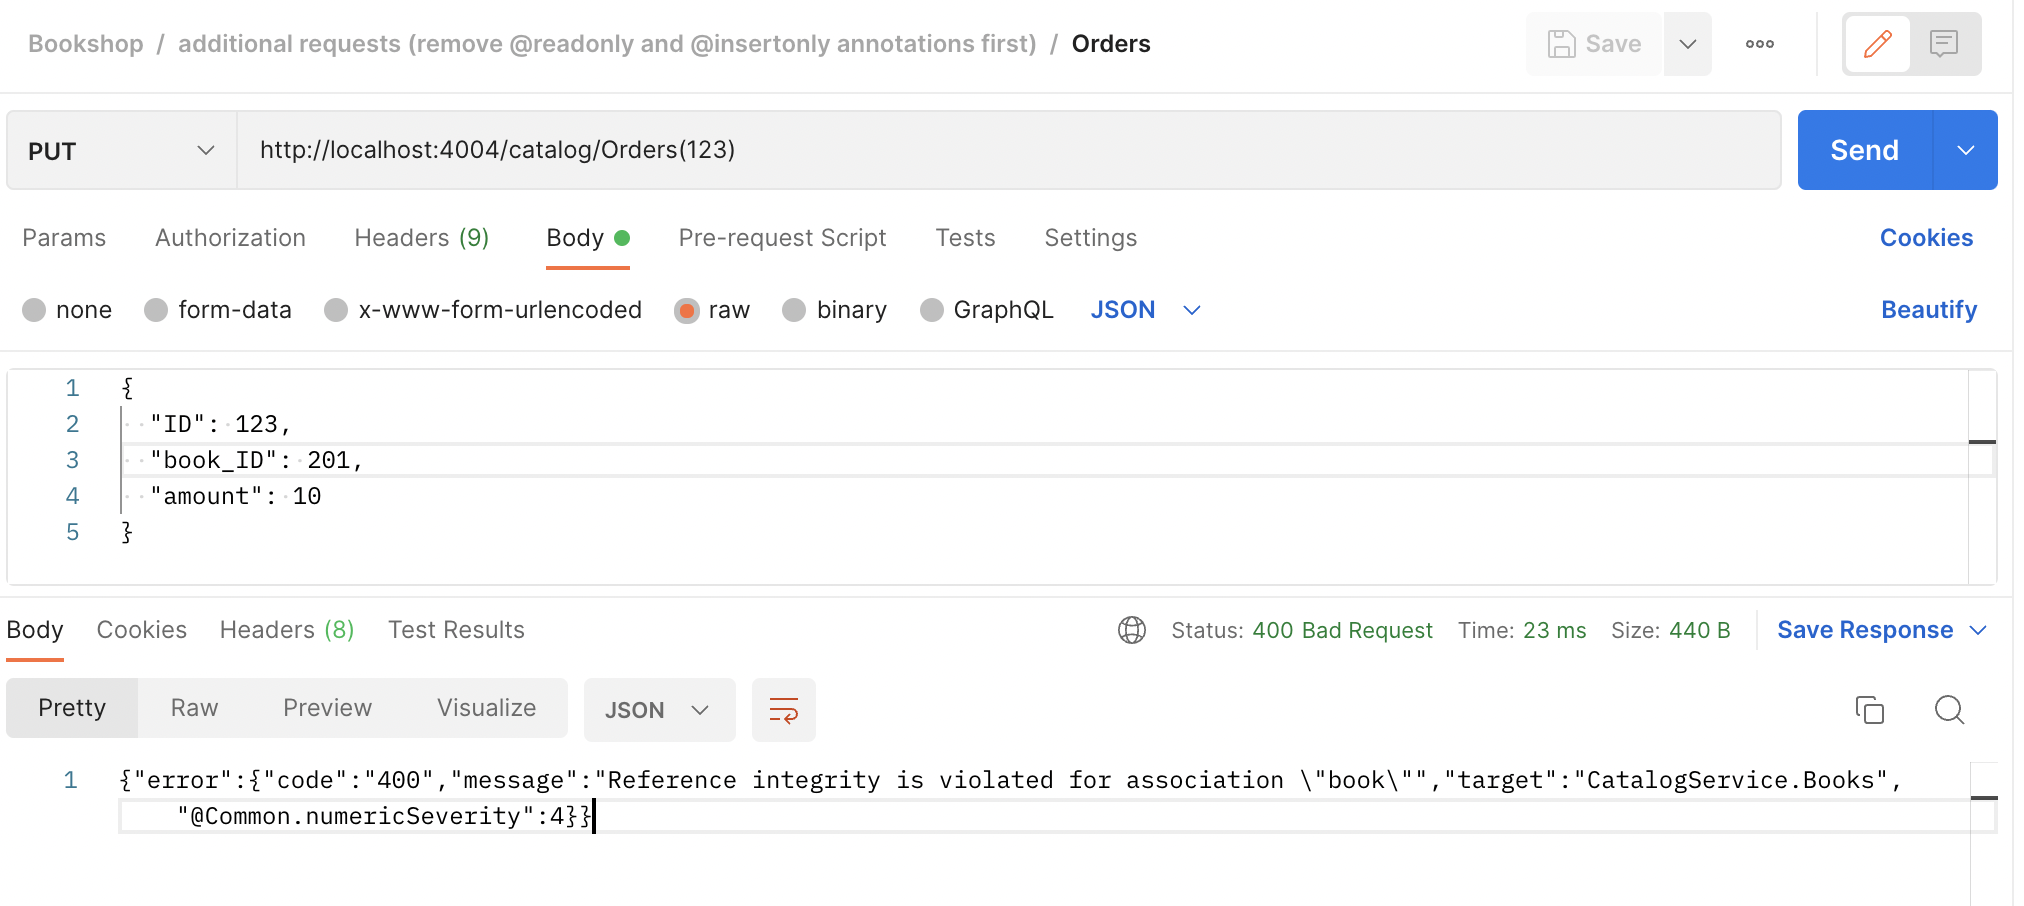 Bookshop / additional requests (remove @readonly and @insertonly annotations first) / Orders
Save
PUT
http://localhost:4004/catalog/Orders(123)
Send
Params Authorization Headers (9) Body Pre-request Script Tests Settings Cookies
none form-data x-www-form-urlencoded raw binary GraphQL JSON Beautify
1 {
2 "ID": 123,
3 "book_ID": 201,
4 "amount": 10
5 }
Body Cookies Headers (8) Test Results Status: 400 Bad Request Time: 23 ms Size: 440 B Save Response
Pretty Raw Preview Visualize JSON
1 {"error":{"code":"400","message":"Reference integrity is violated for association \"book\"","target":"CatalogService.Books",
"@Common.numericSeverity":4}}